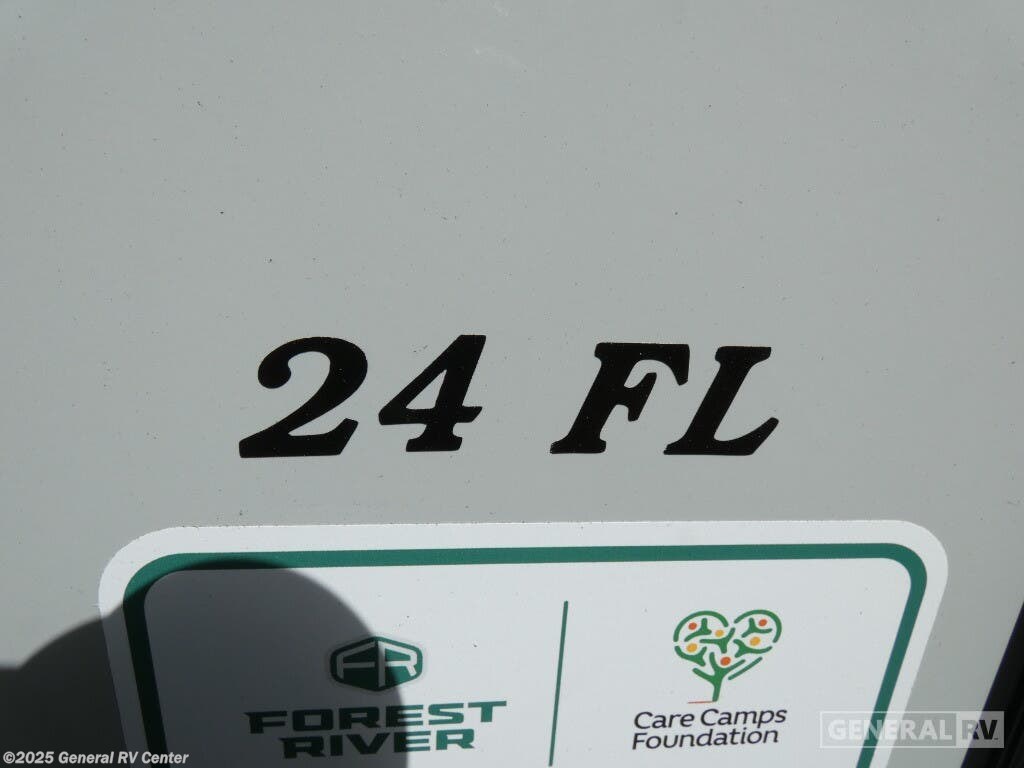 24 FL
FR
FOREST
RIVER
Care Camps
Foundation
GENERAL RV
©2025 General RV Center